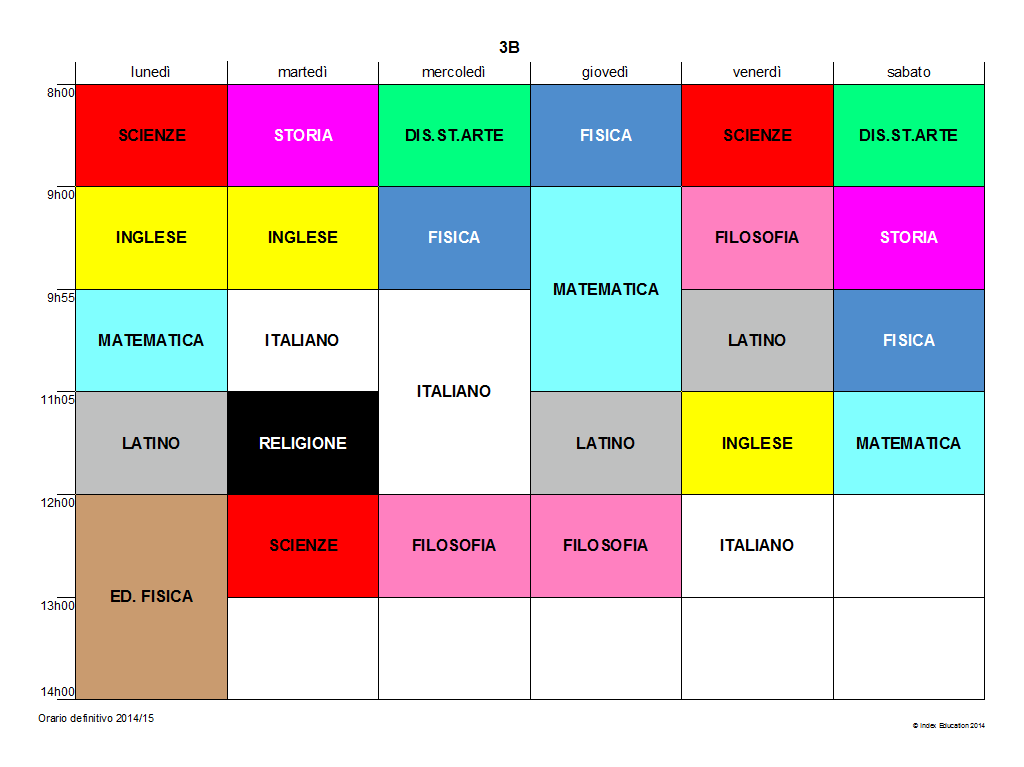 3B
lunedì martedì mercoledì giovedì venerdì sabato
8h00
SCIENZE STORIA DIS.ST.ARTE FISICA SCIENZE DIS.ST.ARTE
9h00
INGLESE INGLESE FISICA FILOSOFIA STORIA
MATEMATICA
9h55
MATEMATICA ITALIANO LATINO FISICA
ITALIANO
11h05
LATINO RELIGIONE LATINO INGLESE MATEMATICA
12h00
SCIENZE FILOSOFIA FILOSOFIA ITALIANO
ED. FISICA
13h00
14h00
Orario definitivo 2014/15
© Index Education 2014